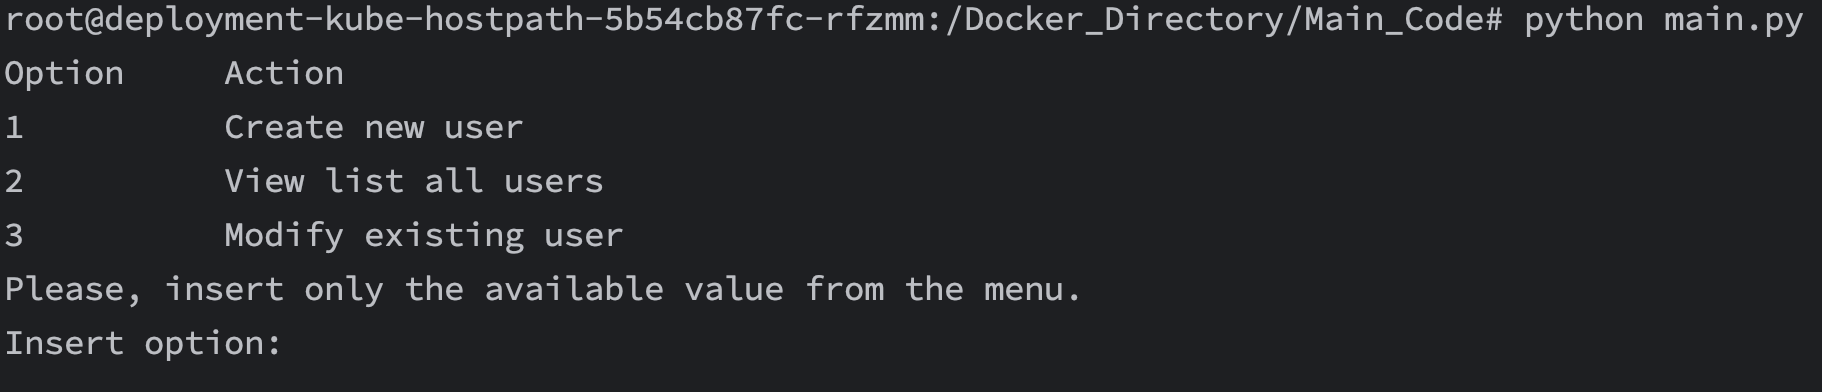 root@deployment-kube-hostpath-5b54cb87fc-rfzmm:/Docker_Directory/Main_Code# python main.py
Option     Action
1          Create new user
2          View list all users
3          Modify existing user
Please, insert only the available value from the menu.
Insert option: